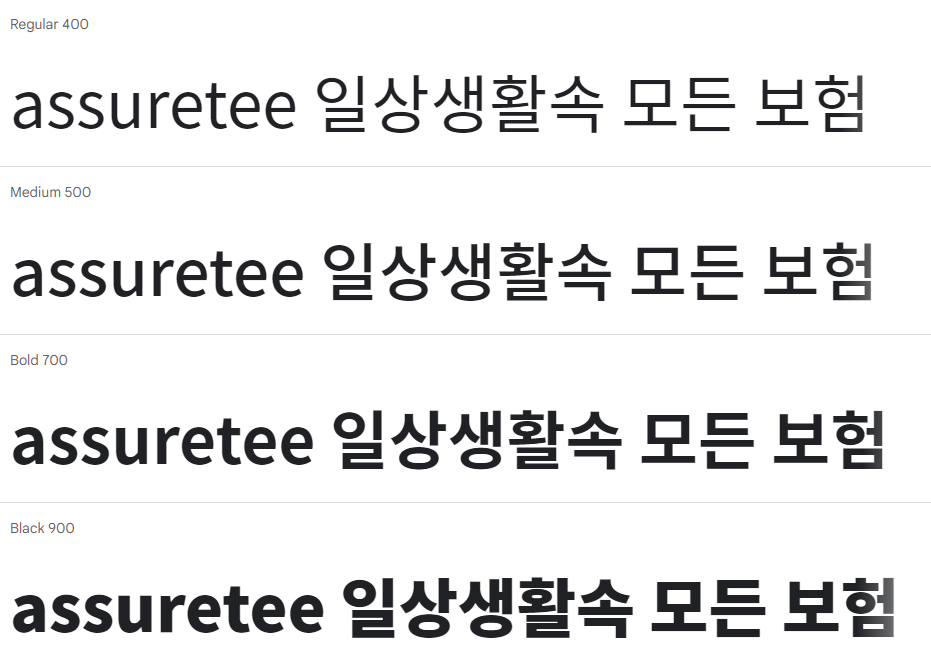 Regular 400
assuretee 일상생활속 모든 보험
Medium 500
assuretee 일상생활속 모든 보험
Bold 700
assuretee 일상생활속 모든 보험
Black 900
assuretee 일상생활속 모든 보험